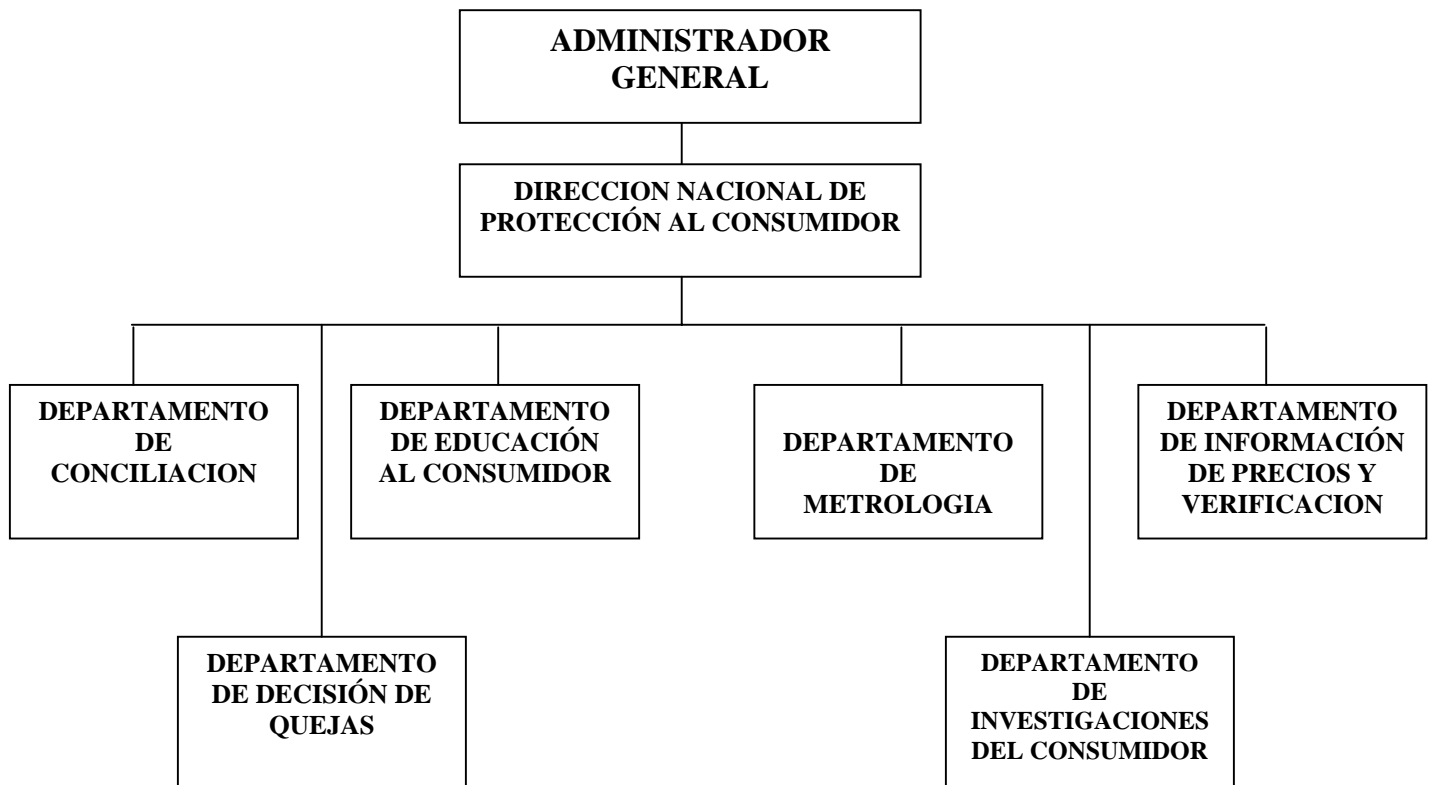 ADMINISTRADOR
GENERAL
DIRECCION NACIONAL DE
PROTECCIÓN AL CONSUMIDOR
DEPARTAMENTO
DE
CONCILIACION
DEPARTAMENTO
DE EDUCACIÓN
AL CONSUMIDOR
DEPARTAMENTO
DE
METROLOGIA
DEPARTAMENTO
DE INFORMACIÓN
DE PRECIOS Y
VERIFICACION
DEPARTAMENTO
DE DECISIÓN DE
QUEJAS
DEPARTAMENTO
DE
INVESTIGACIONES
DEL CONSUMIDOR